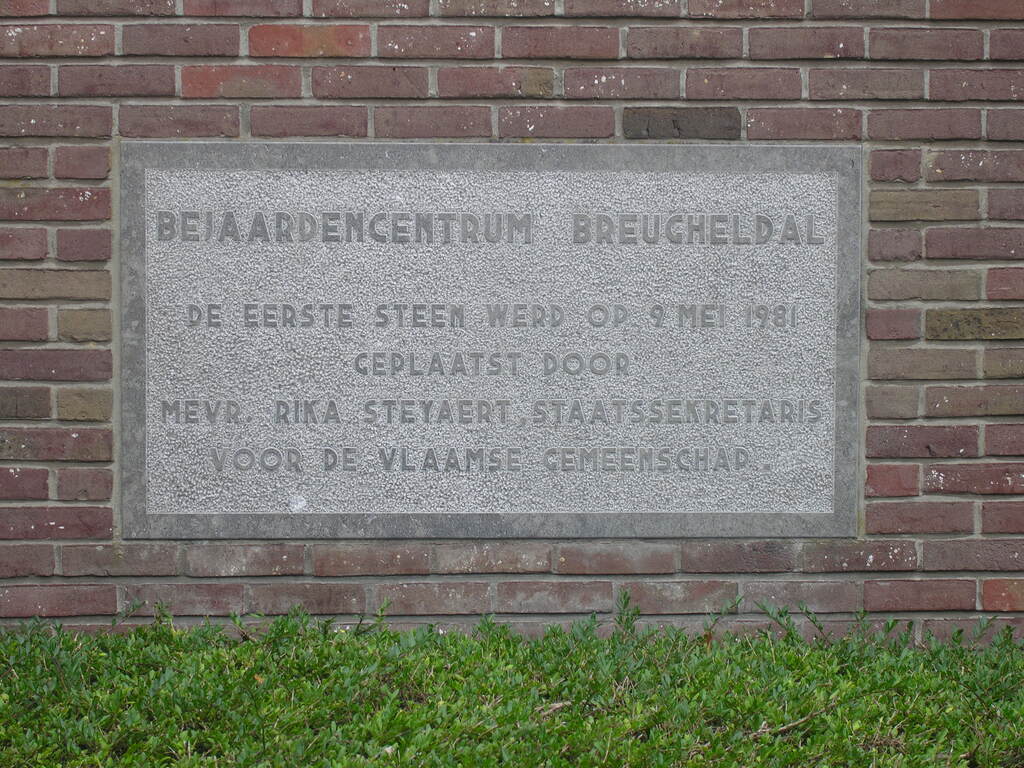 BEJAARDENCENTRUM BREUGHELDAL
DE EERSTE STEEN WERD OP 9 MEI 1981
GEPLAATST DOOR
MEVR. RIKA STEYAERT, STAATSSEKRETARIS
VOOR DE VLAAMSE GEMEENSCHAP.